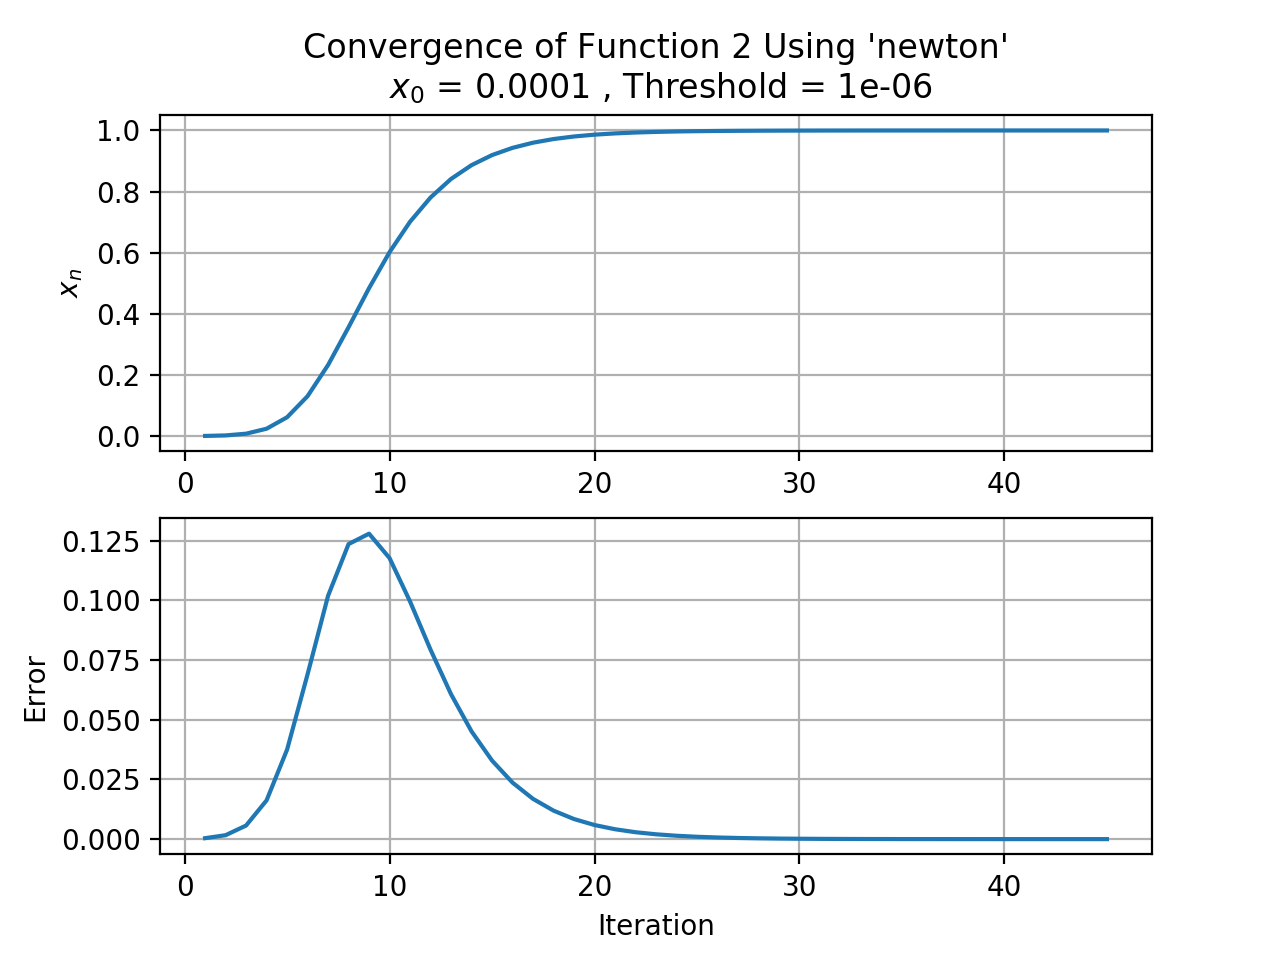 Convergence of Function 2 Using 'newton'
x₀ = 0.0001 , Threshold = 1e-06
1.0
0.8
0.6
0.4
0.2
0.0
xₙ
0 10 20 30 40
0.125
0.100
0.075
0.050
0.025
0.000
Error
0 10 20 30 40
Iteration